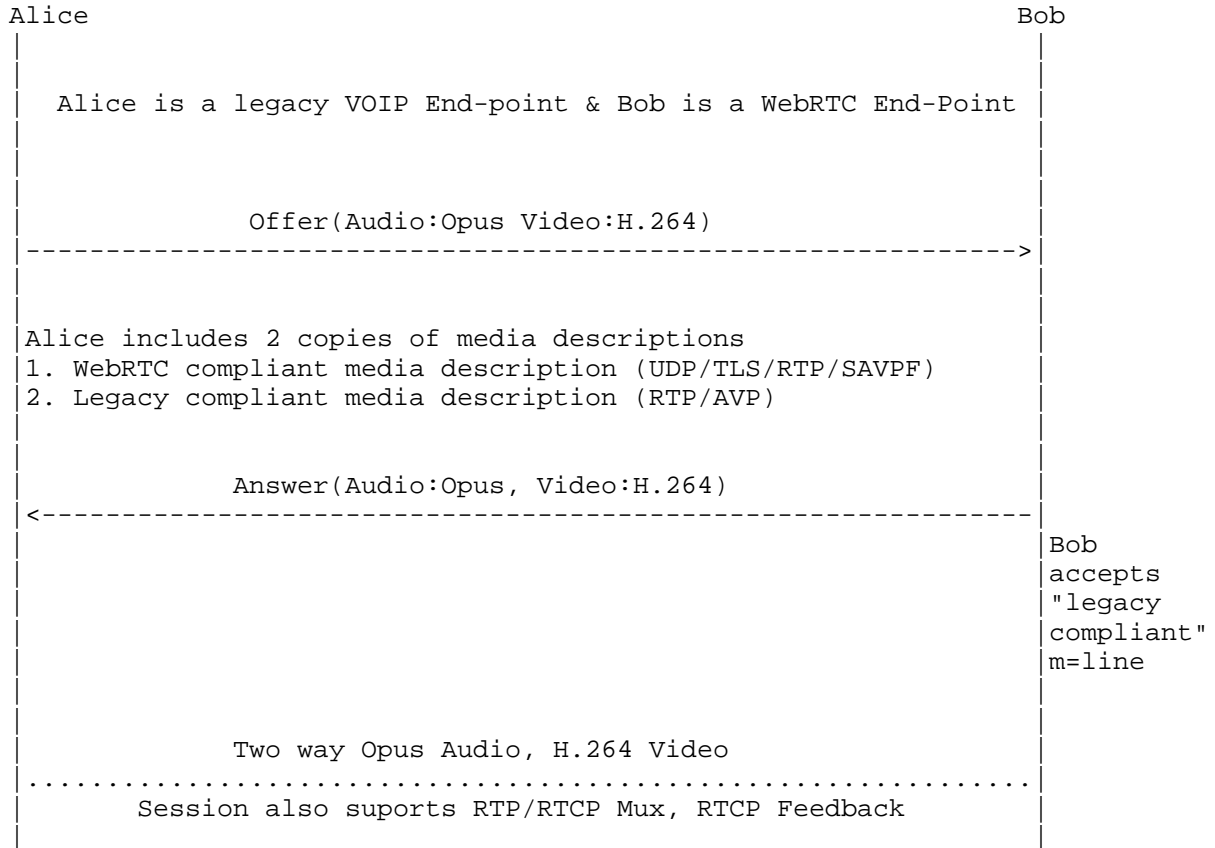 Alice Bob
Alice is a legacy VOIP End-point & Bob is a WebRTC End-Point
Offer(Audio:Opus Video:H.264)
Alice includes 2 copies of media descriptions
1. WebRTC compliant media description (UDP/TLS/RTP/SAVPF)
2. Legacy compliant media description (RTP/AVP)
Answer(Audio:Opus, Video:H.264)
Bob
accepts
"legacy
compliant"
m=line
Two way Opus Audio, H.264 Video
Session also suports RTP/RTCP Mux, RTCP Feedback